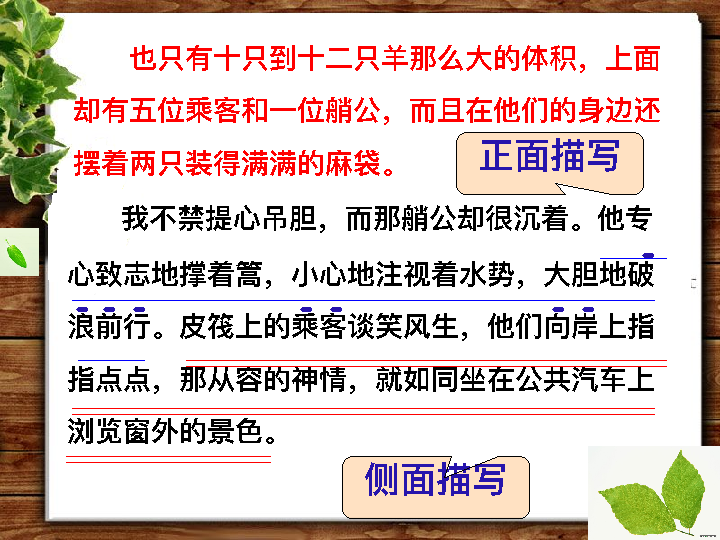 也只有十只到十二只羊那么大的体积，上面
却有五位乘客和一位艄公，而且在他们的身边还
摆着两只装得满满的麻袋。
正面描写
我不禁提心吊胆，而那艄公却很沉着。他专
心致志地撑着篙，小心地注视着水势，大胆地破
浪前行。皮筏上的乘客谈笑风生，他们向岸上指
指点点，那从容的神情，就如同坐在公共汽车上
浏览窗外的景色。
侧面描写